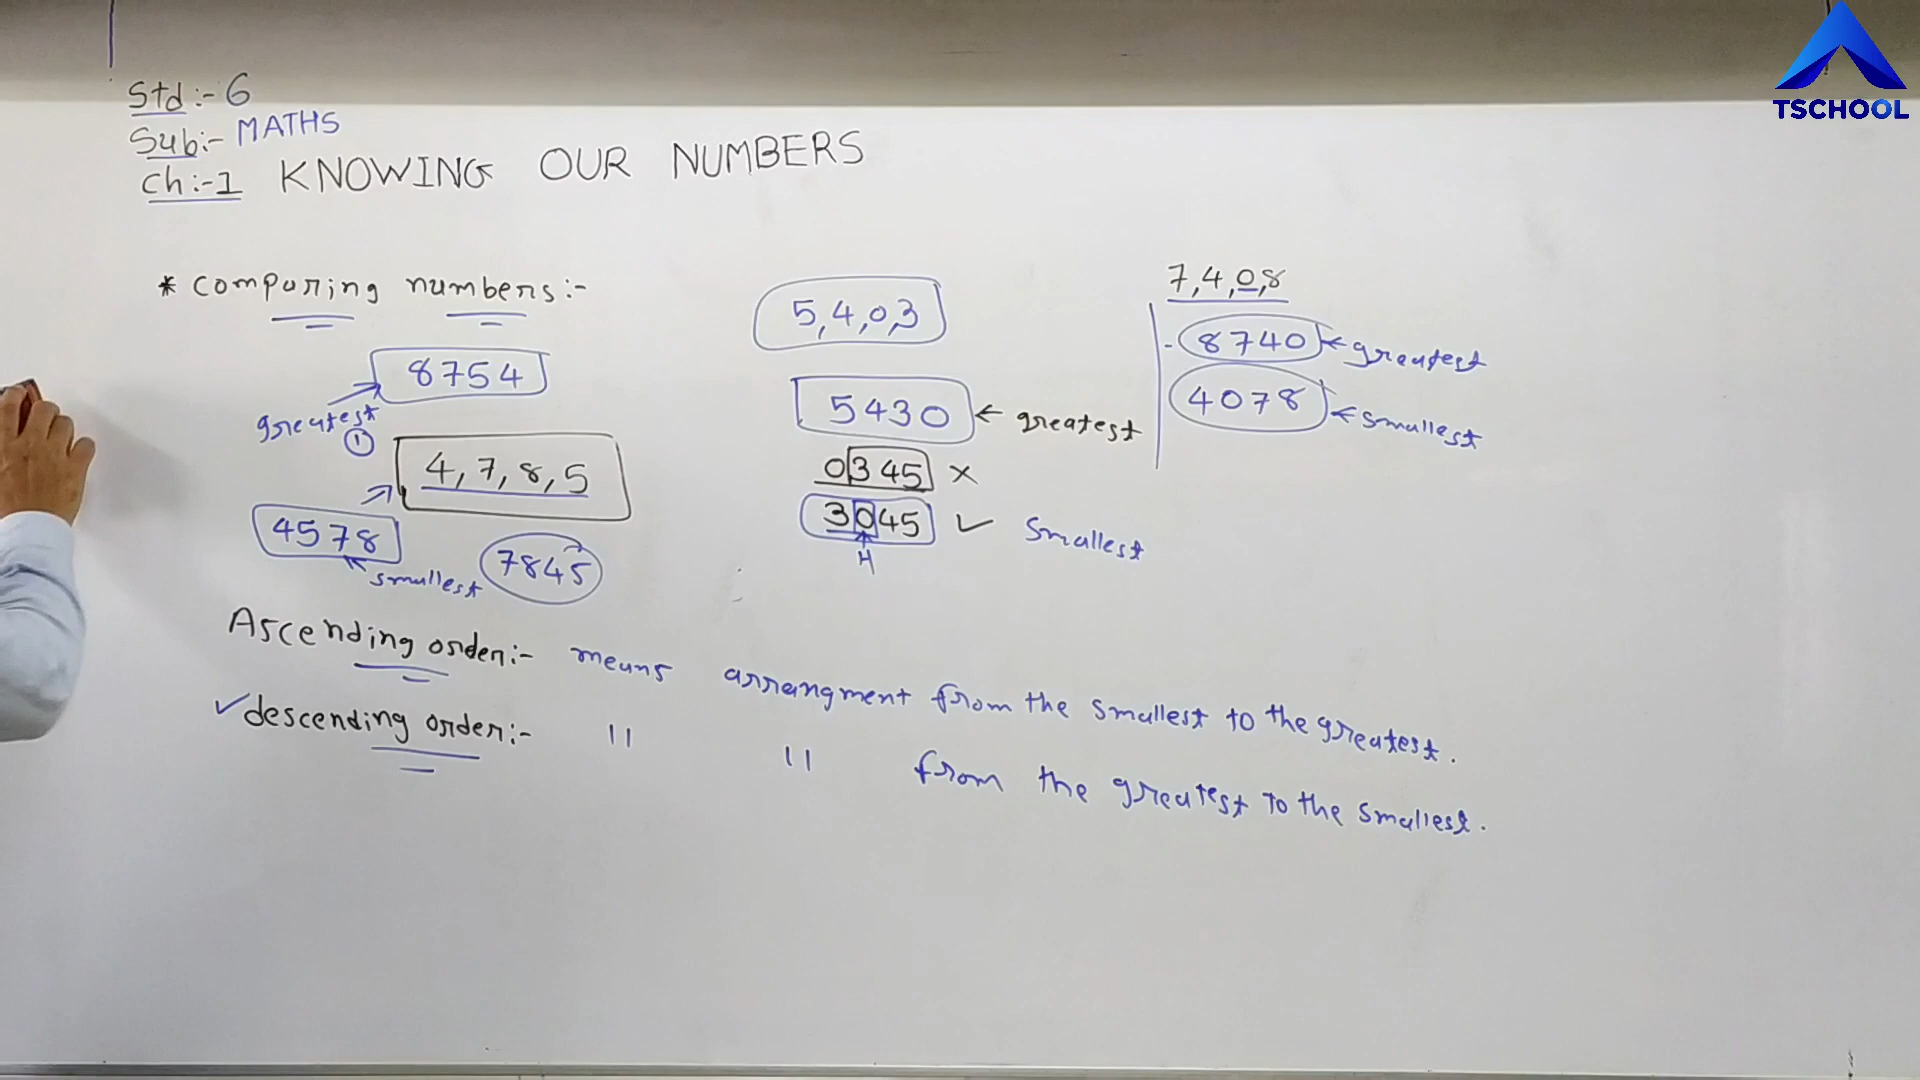 TSCHOOL
Std:- 6
Sub:- MATHS
Ch:-1 KNOWING OUR NUMBERS
* Comparing numbers:-
8754
greatest
1
4,7,8,5
4578
smallest
7845
5,4,0,3
5430 ← greatest
0345 ×
3045 ✓ Smallest
H
7,4,0,8
8740 ← greatest
4078 ← smallest
Ascending order:- means arrangment from the smallest to the greatest.
✓descending order:- 11 11 from the greatest to the smallest.